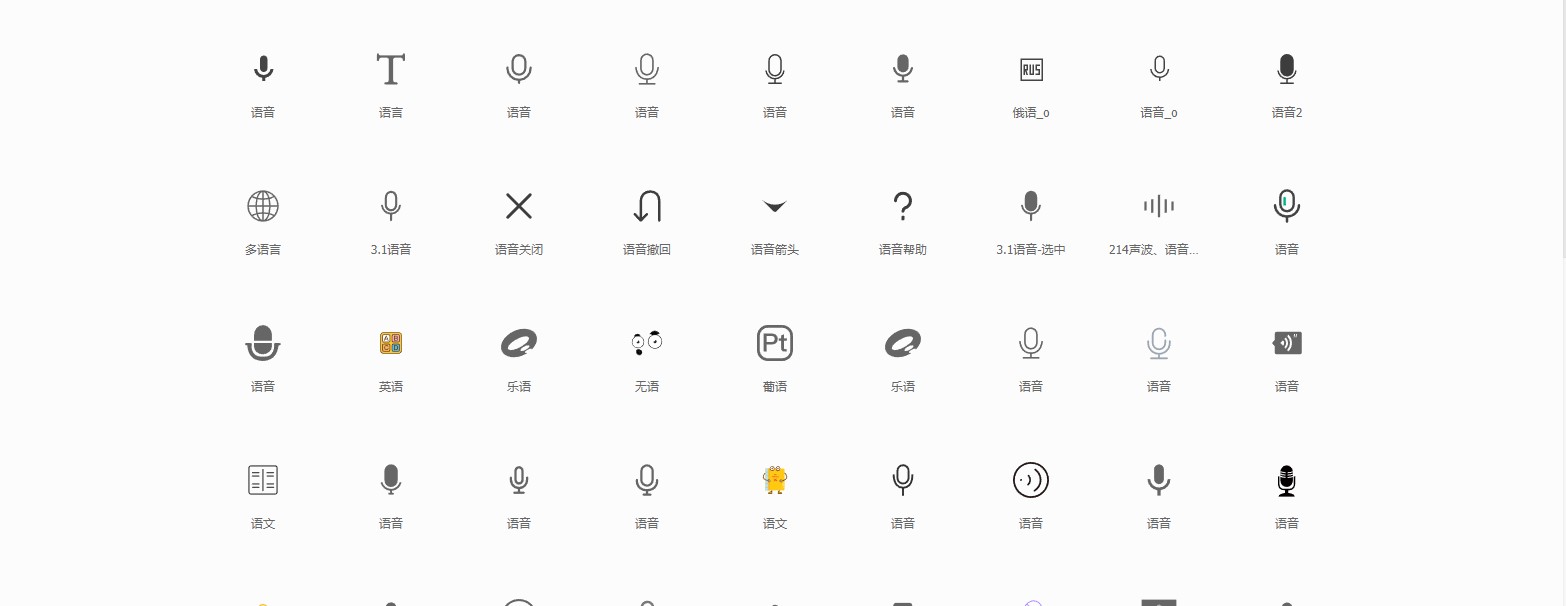 语音 语言 语音 语音 语音 语音 俄语_o 语音_o 语音2
RUS
多语言 3.1语音 语音关闭 语音撤回 语音箭头 语音帮助 3.1语音-选中 214声波、语音... 语音
A B C D
Pt
语音 英语 乐语 无语 葡语 乐语 语音 语音 语音
语文 语音 语音 语音 语文 语音 语音 语音 语音